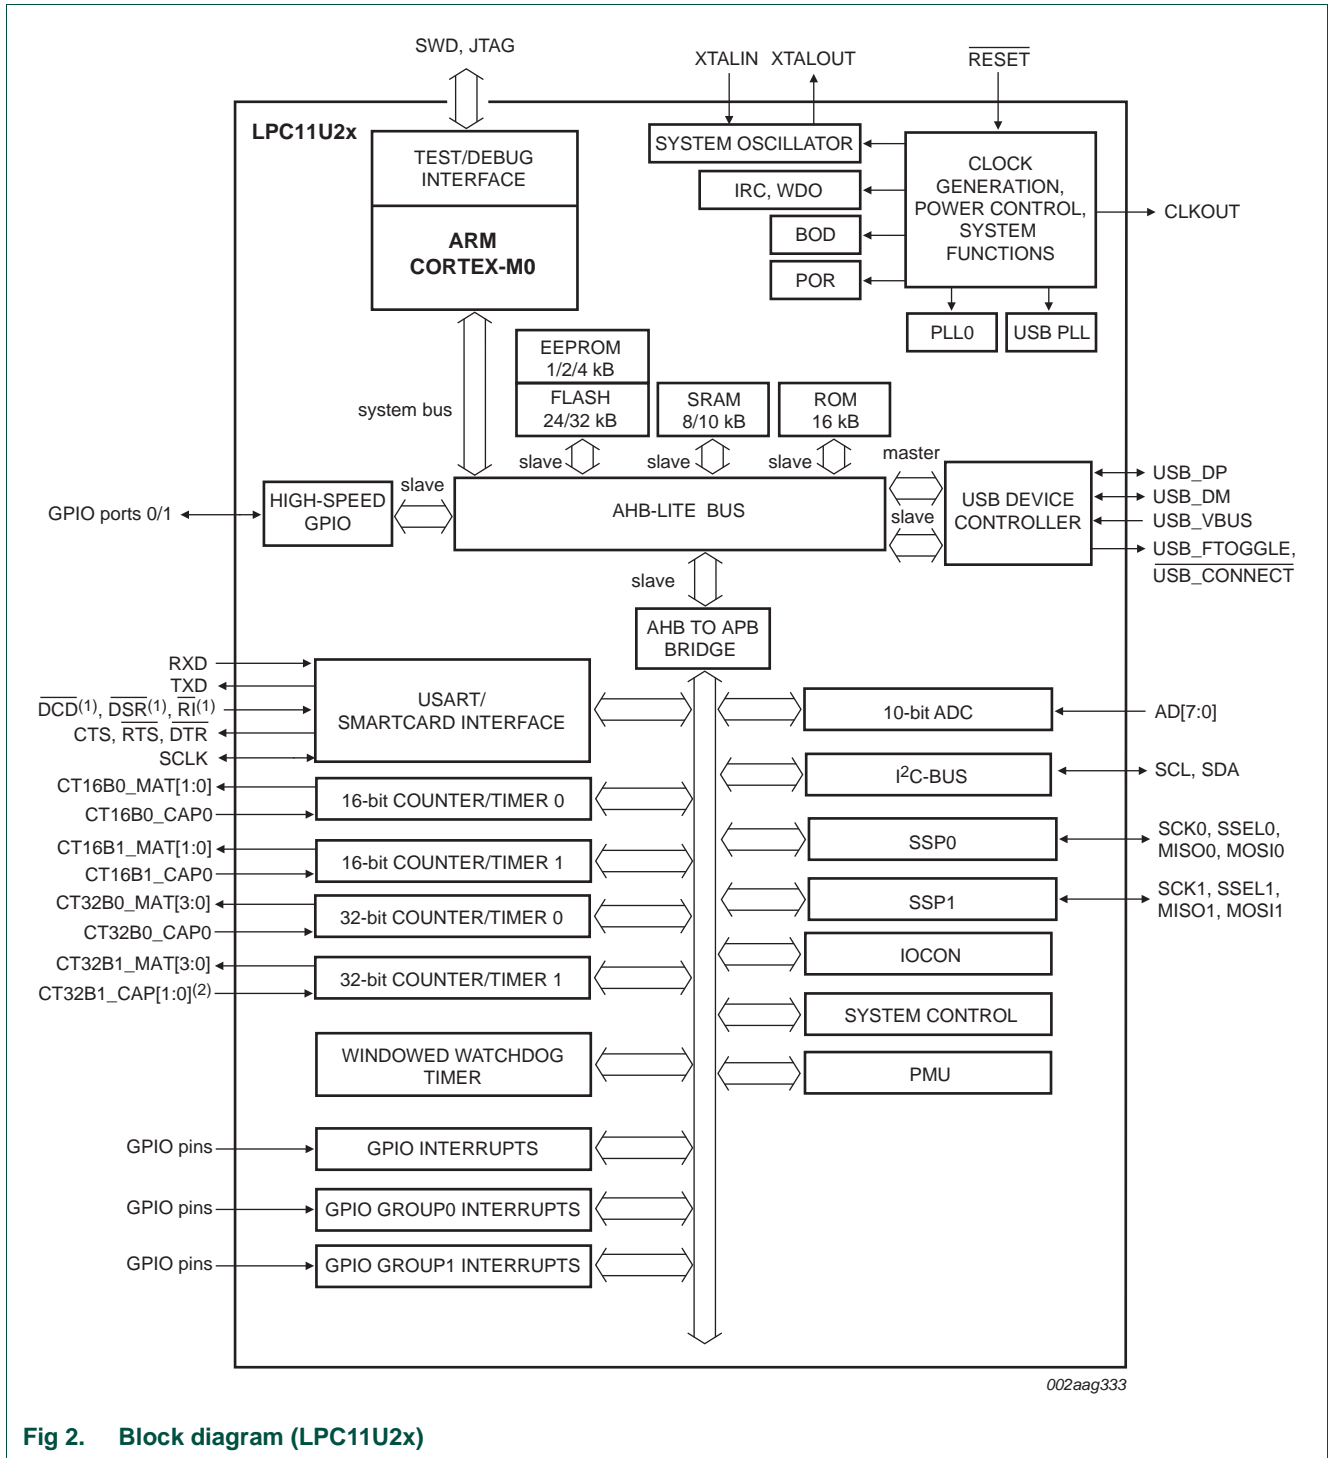 SWD, JTAG
XTALIN XTALOUT
RESET
LPC11U2x
TEST/DEBUG
INTERFACE
ARM
CORTEX-M0
SYSTEM OSCILLATOR
IRC, WDO
BOD
POR
CLOCK
GENERATION,
POWER CONTROL,
SYSTEM
FUNCTIONS
CLKOUT
PLL0
USB PLL
system bus
EEPROM
1/2/4 kB
FLASH
24/32 kB
SRAM
8/10 kB
ROM
16 kB
slave
slave
slave
master
slave
slave
GPIO ports 0/1
HIGH-SPEED
GPIO
AHB-LITE BUS
USB DEVICE
CONTROLLER
USB_DP
USB_DM
USB_VBUS
USB_FTOGGLE,
USB_CONNECT
slave
AHB TO APB
BRIDGE
RXD
TXD
DCD(1), DSR(1), RI(1)
CTS, RTS, DTR
SCLK
USART/
SMARTCARD INTERFACE
CT16B0_MAT[1:0]
CT16B0_CAP0
16-bit COUNTER/TIMER 0
CT16B1_MAT[1:0]
CT16B1_CAP0
16-bit COUNTER/TIMER 1
CT32B0_MAT[3:0]
CT32B0_CAP0
32-bit COUNTER/TIMER 0
CT32B1_MAT[3:0]
CT32B1_CAP[1:0](2)
32-bit COUNTER/TIMER 1
WINDOWED WATCHDOG
TIMER
GPIO pins
GPIO INTERRUPTS
GPIO pins
GPIO GROUP0 INTERRUPTS
GPIO pins
GPIO GROUP1 INTERRUPTS
10-bit ADC
AD[7:0]
I2C-BUS
SCL, SDA
SSP0
SCK0, SSEL0,
MISO0, MOSI0
SSP1
SCK1, SSEL1,
MISO1, MOSI1
IOCON
SYSTEM CONTROL
PMU
002aag333
Fig 2. Block diagram (LPC11U2x)